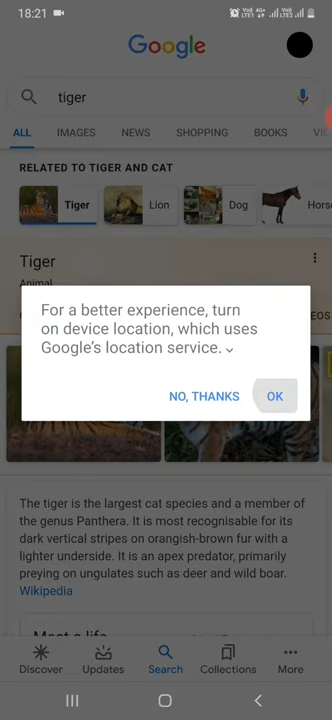 18:21
Google
tiger
ALL IMAGES NEWS SHOPPING BOOKS
RELATED TO TIGER AND CAT
Tiger Lion Dog Horse
Tiger
Animal
For a better experience, turn
on device location, which uses
Google's location service.
NO, THANKS OK
The tiger is the largest cat species and a member of
the genus Panthera. It is most recognisable for its
dark vertical stripes on orangish-brown fur with a
lighter underside. It is an apex predator, primarily
preying on ungulates such as deer and wild boar.
Wikipedia
Meet a life
Discover Updates Search Collections More